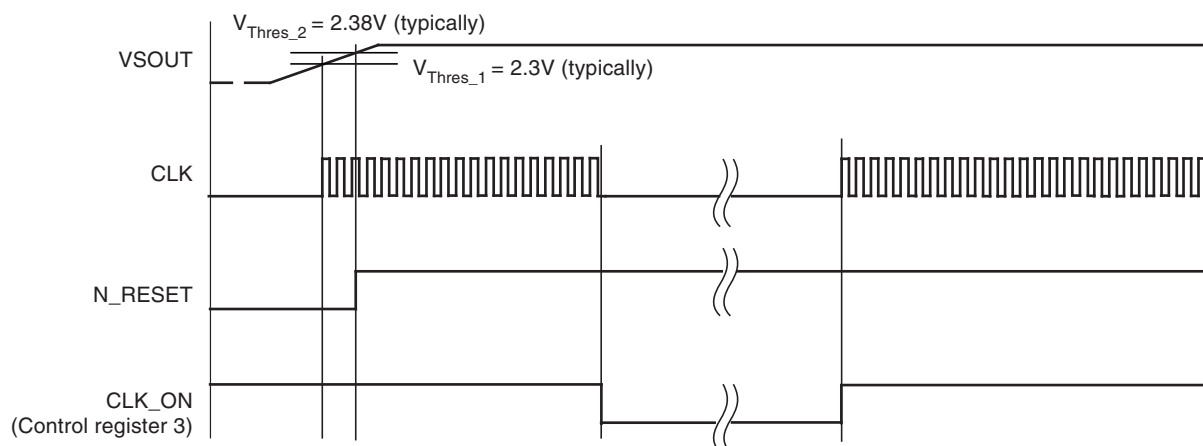 V_Thres_2 = 2.38V (typically)
VSOUT
V_Thres_1 = 2.3V (typically)
CLK
N_RESET
CLK_ON
(Control register 3)